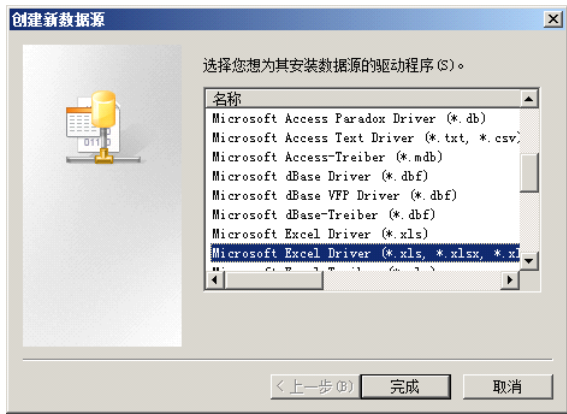 创建新数据源
选择您想为其安装数据源的驱动程序(S)。
名称
Microsoft Access Paradox Driver (*.db)
Microsoft Access Text Driver (*.txt, *.csv)
Microsoft Access-Treiber (*.mdb)
Microsoft dBase Driver (*.dbf)
Microsoft dBase VFP Driver (*.dbf)
Microsoft dBase-Treiber (*.dbf)
Microsoft Excel Driver (*.xls)
Microsoft Excel Driver (*.xls, *.xlsx, *.xl
< 上一步(B)
完成
取消